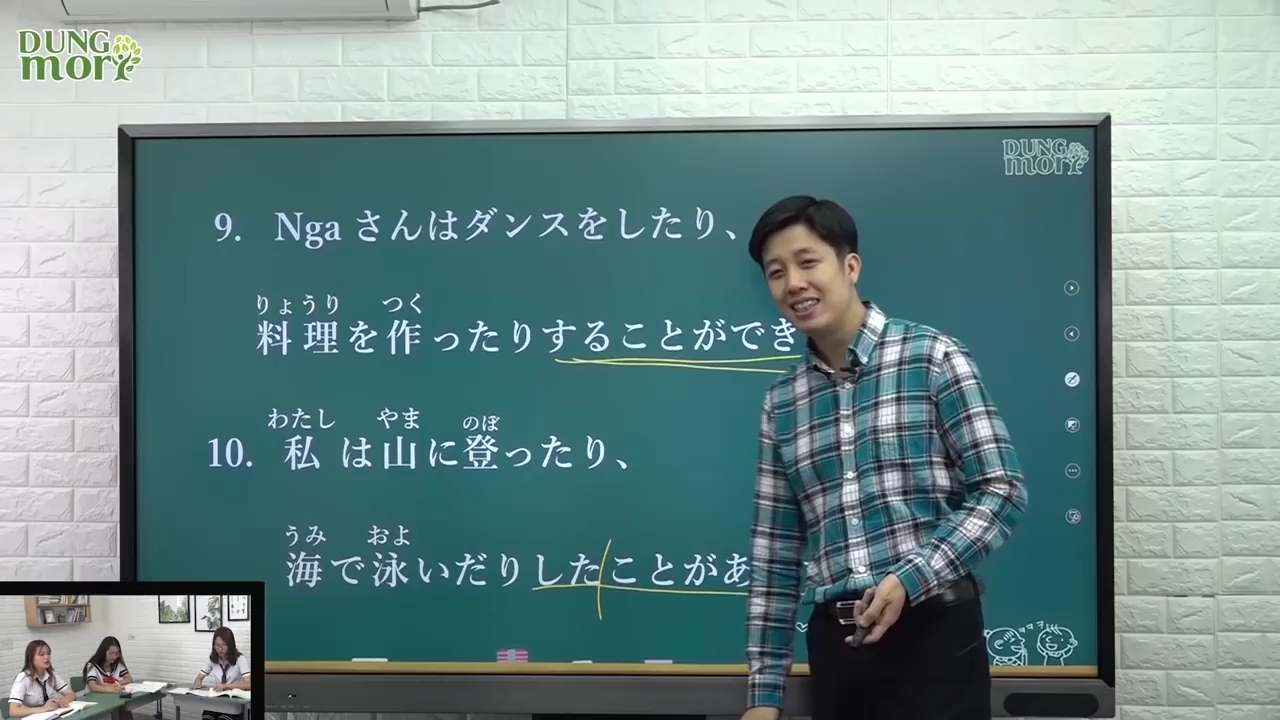 DUNG
mori
DUNG
mori
9. Nga さんはダンスをしたり、
りょうり つく
料理を作ったりすることができ
わたし やま のぼ
10. 私は山に登ったり、
うみ およ
海で泳いだりしたことがあ